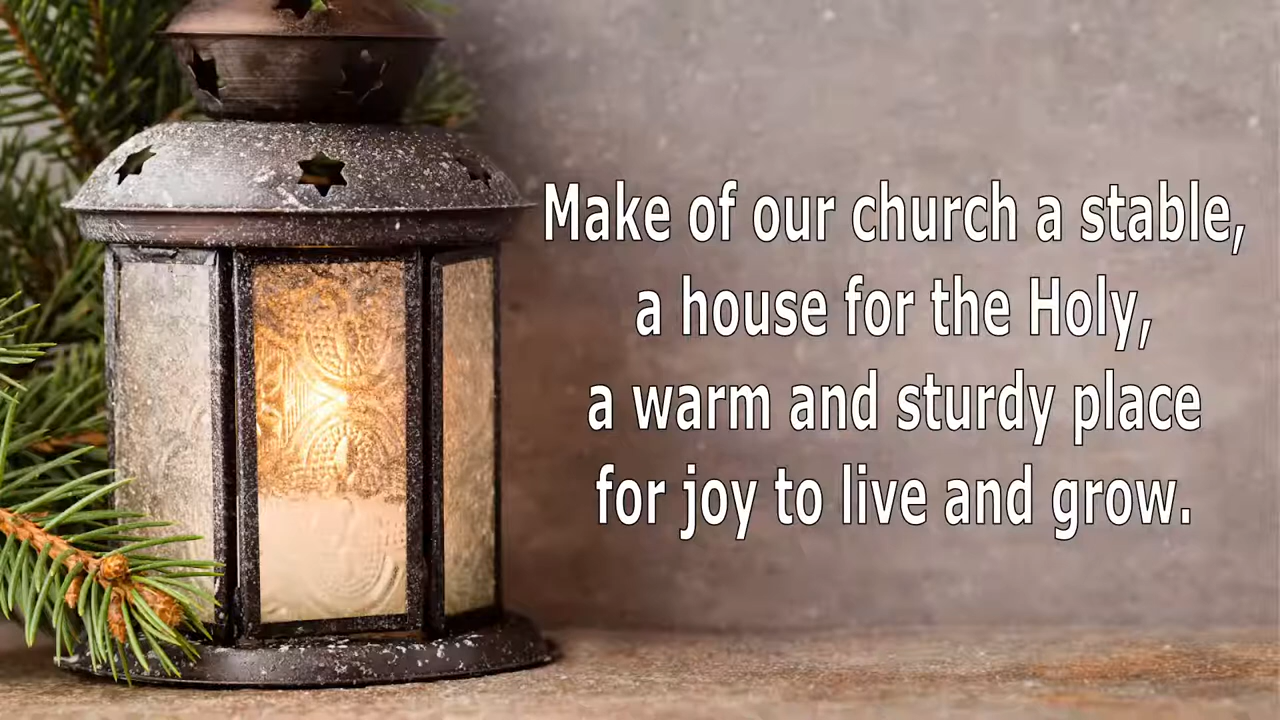 Make of our church a stable,
a house for the Holy,
a warm and sturdy place
for joy to live and grow.